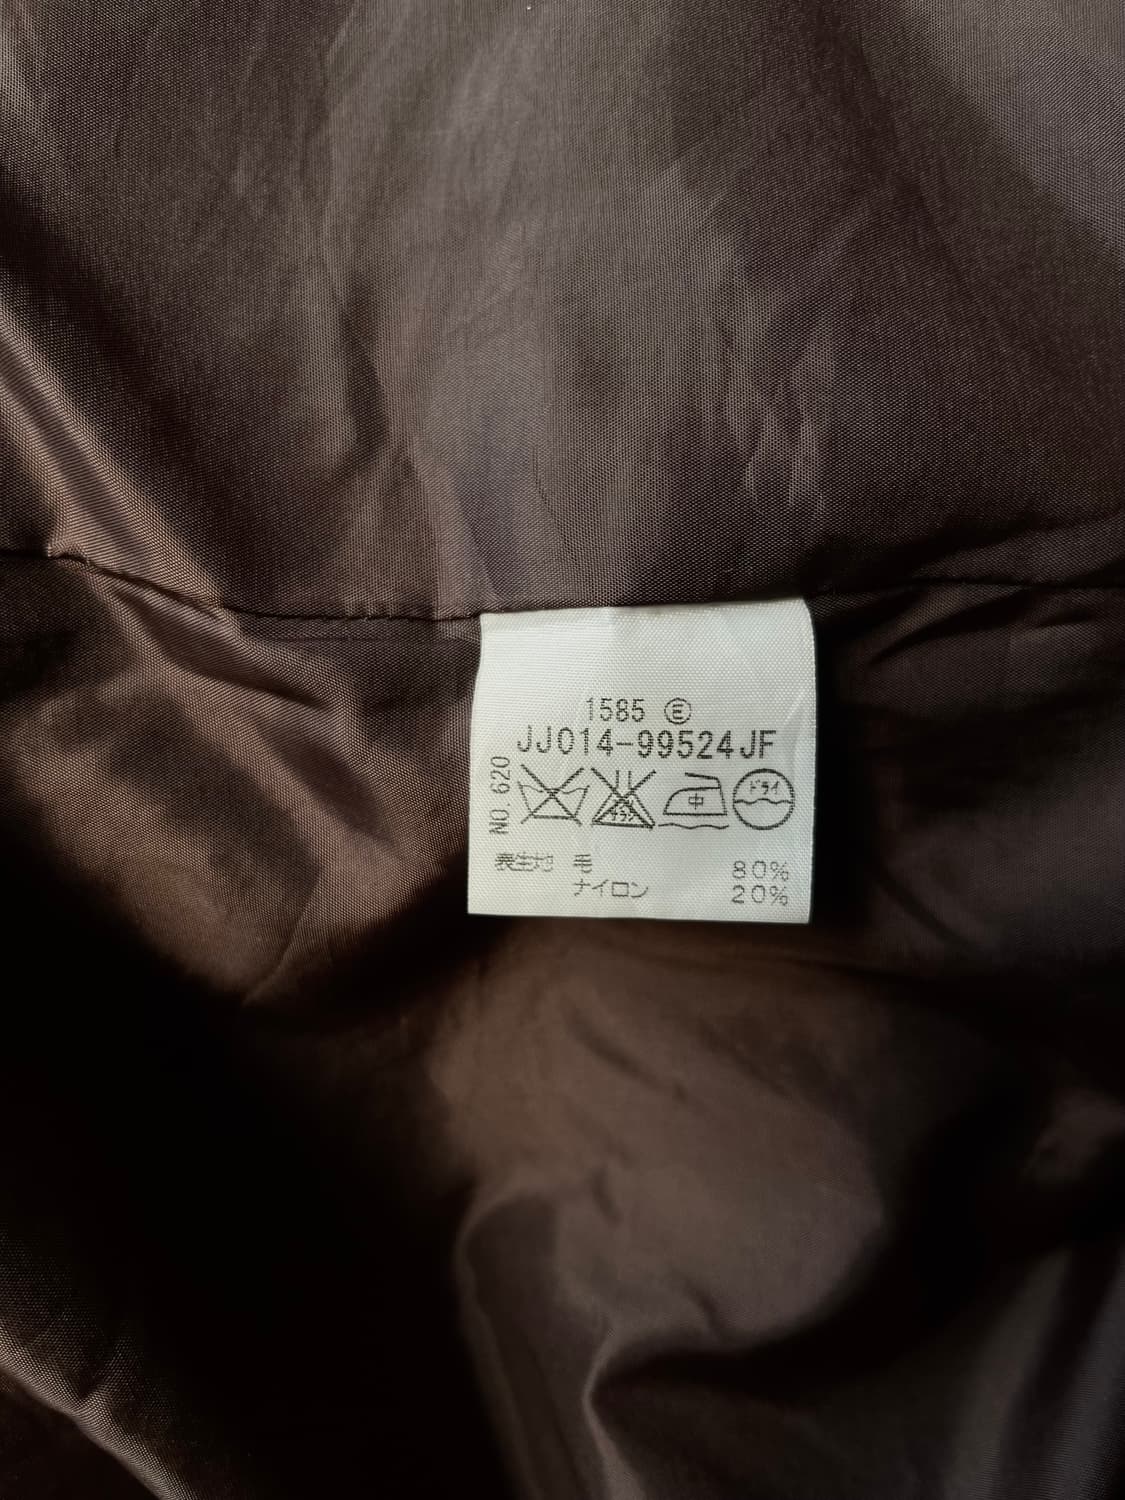 1585 Ⓔ
JJ014-99524JF
NO. 620
中
ドライ
表生地 毛 80%
ナイロン 20%